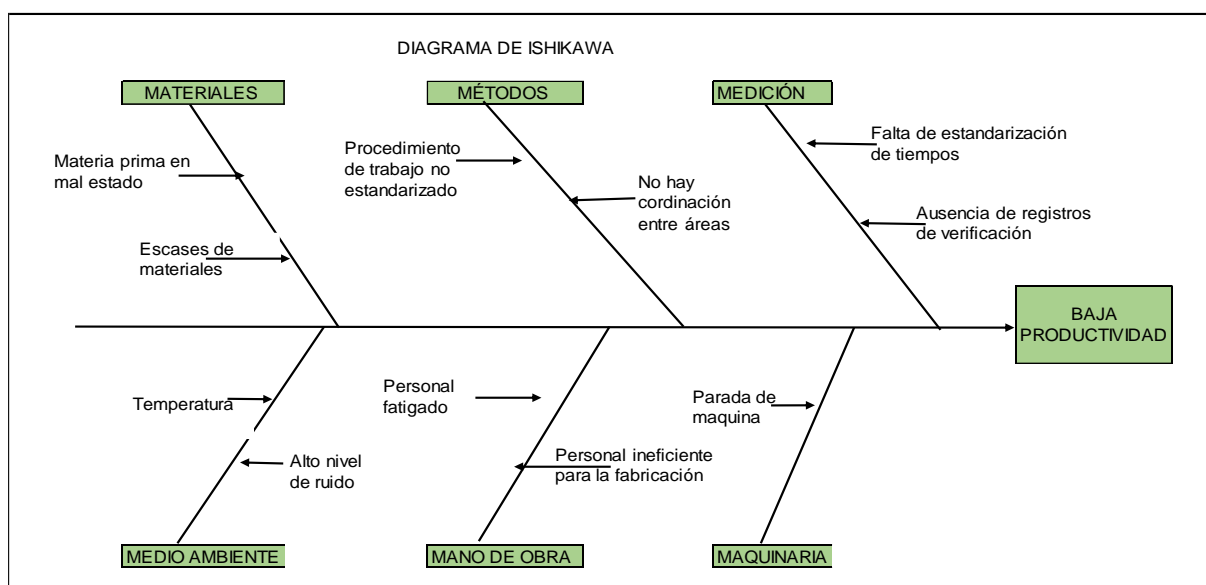 DIAGRAMA DE ISHIKAWA
MATERIALES
MÉTODOS
MEDICIÓN
Materia prima en
mal estado
Escases de
materiales
Procedimiento
de trabajo no
estandarizado
No hay
cordinación
entre áreas
Falta de estandarización
de tiempos
Ausencia de registros
de verificación
BAJA
PRODUCTIVIDAD
Temperatura
Alto nivel
de ruido
Personal
fatigado
Personal ineficiente
para la fabricación
Parada de
maquina
MEDIO AMBIENTE
MANO DE OBRA
MAQUINARIA